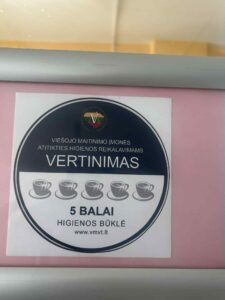 VIEŠOJO MAITINIMO ĮMONĖS
ATITIKTIES HIGIENOS REIKALAVIMAMS
VERTINIMAS
5 BALAI
HIGIENOS BŪKLĖ
www.vmvt.lt